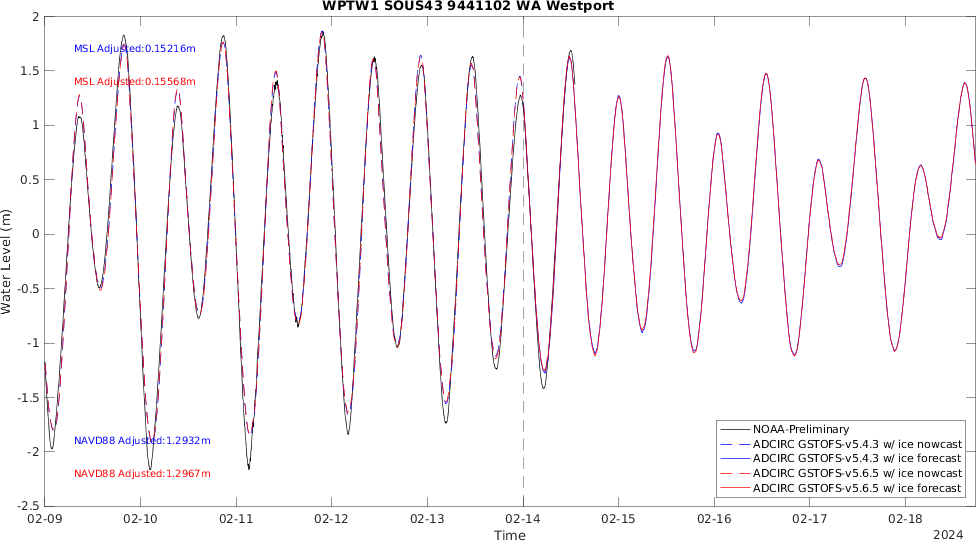 WPTW1 SOUS43 9441102 WA Westport
2
1.5
1
0.5
0
-0.5
-1
-1.5
-2
-2.5
Water Level (m)
MSL Adjusted:0.15216m
MSL Adjusted:0.15568m
NAVD88 Adjusted:1.2932m
NAVD88 Adjusted:1.2967m
NOAA-Preliminary
ADCIRC GSTOFS-v5.4.3 w/ ice nowcast
ADCIRC GSTOFS-v5.4.3 w/ ice forecast
ADCIRC GSTOFS-v5.6.5 w/ ice nowcast
ADCIRC GSTOFS-v5.6.5 w/ ice forecast
02-09 02-10 02-11 02-12 02-13 02-14 02-15 02-16 02-17 02-18
Time
2024